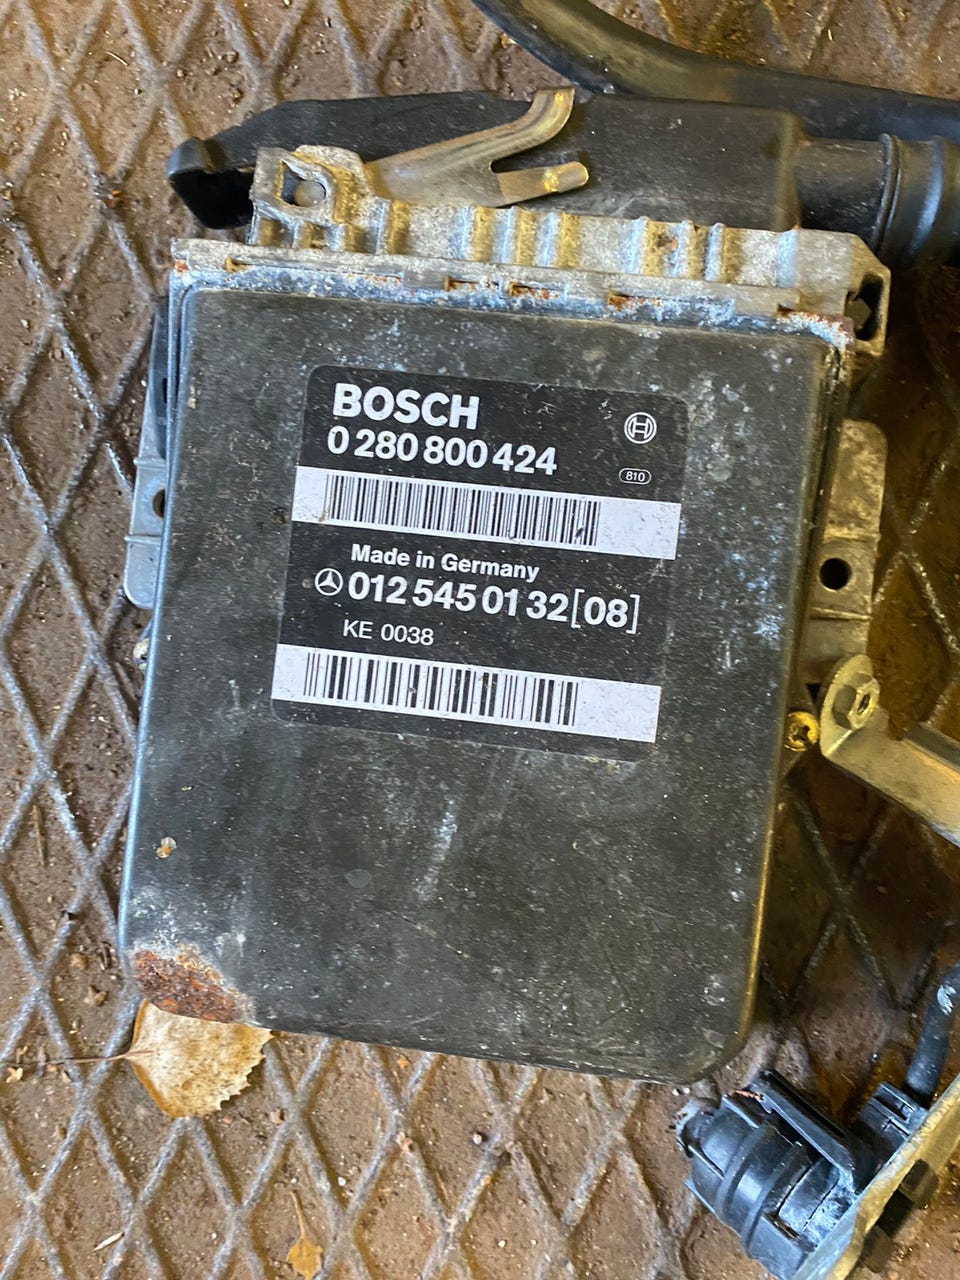 BOSCH
0 280 800 424
810
Made in Germany
012 545 01 32 [08]
KE 0038